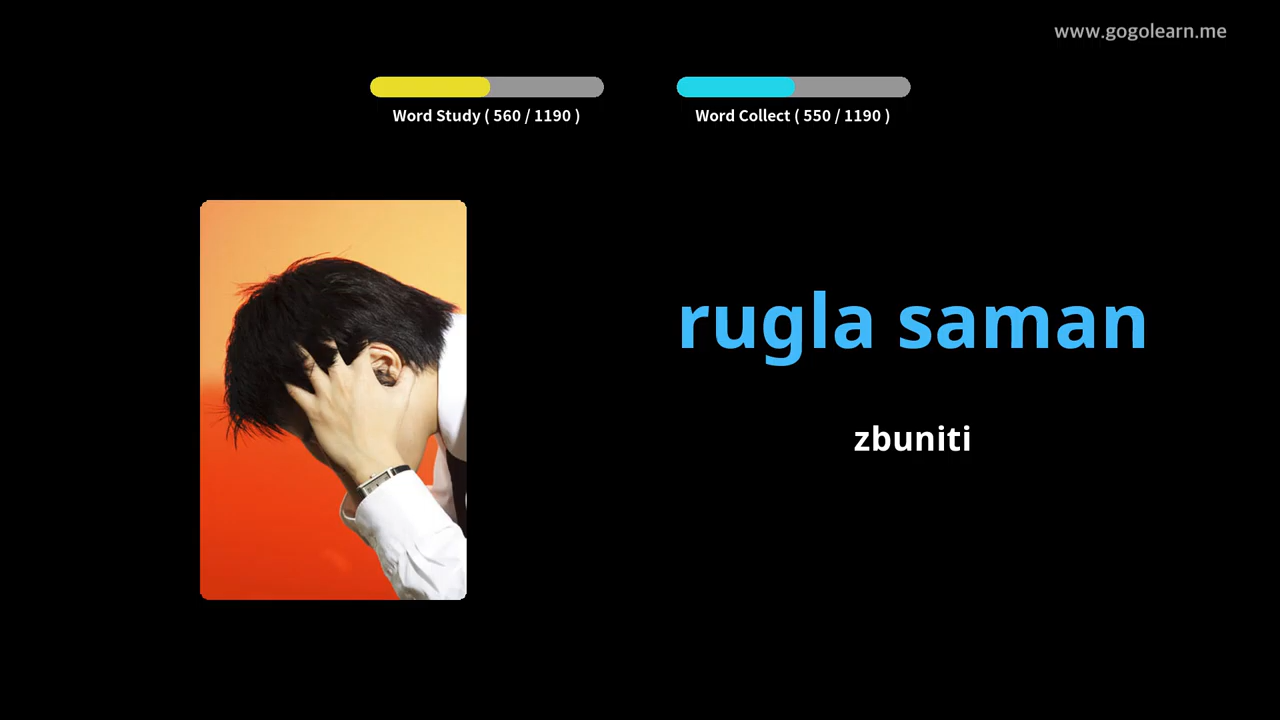 www.gogolearn.me
Word Study ( 560 / 1190 )
Word Collect ( 550 / 1190 )
rugla saman
zbuniti